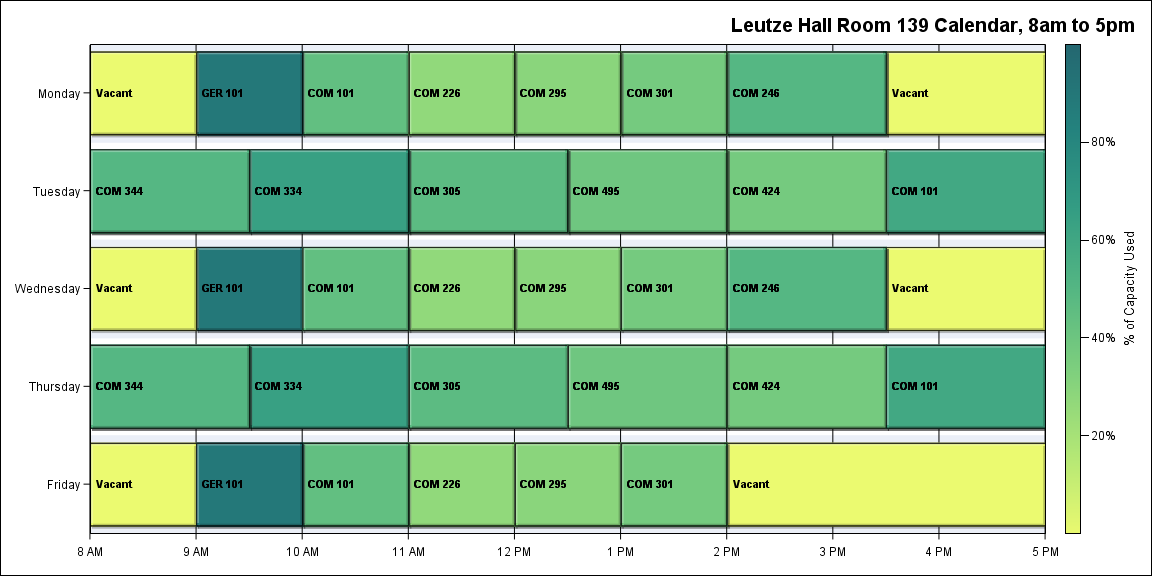 Leutze Hall Room 139 Calendar, 8am to 5pm
Monday
Vacant
GER 101
COM 101
COM 226
COM 295
COM 301
COM 246
Vacant
Tuesday
COM 344
COM 334
COM 305
COM 495
COM 424
COM 101
Wednesday
Vacant
GER 101
COM 101
COM 226
COM 295
COM 301
COM 246
Vacant
Thursday
COM 344
COM 334
COM 305
COM 495
COM 424
COM 101
Friday
Vacant
GER 101
COM 101
COM 226
COM 295
COM 301
Vacant
8 AM
9 AM
10 AM
11 AM
12 PM
1 PM
2 PM
3 PM
4 PM
5 PM
80%
60%
40%
20%
% of Capacity Used